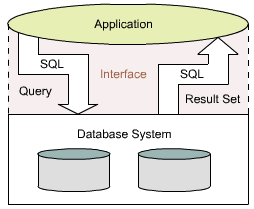 Application
SQL
Interface
SQL
Query
Result Set
Database System